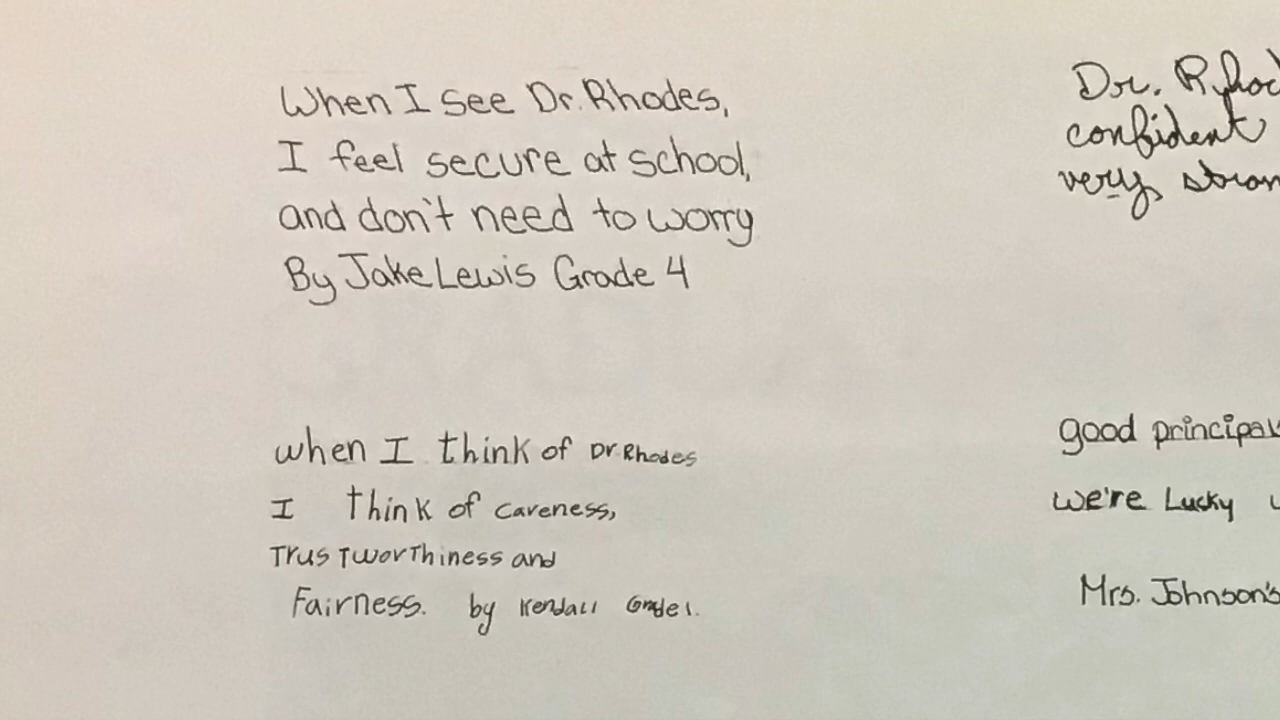 When I see Dr. Rhodes,
I feel secure at school,
and don't need to worry
By Jake Lewis Grade 4
when I think of Dr Rhodes
I think of careness,
Trustworthiness and
Fairness. by Kendall Grade 1.
Dr.
confident
very,
good
we're Lucky
Mrs. Johnson's